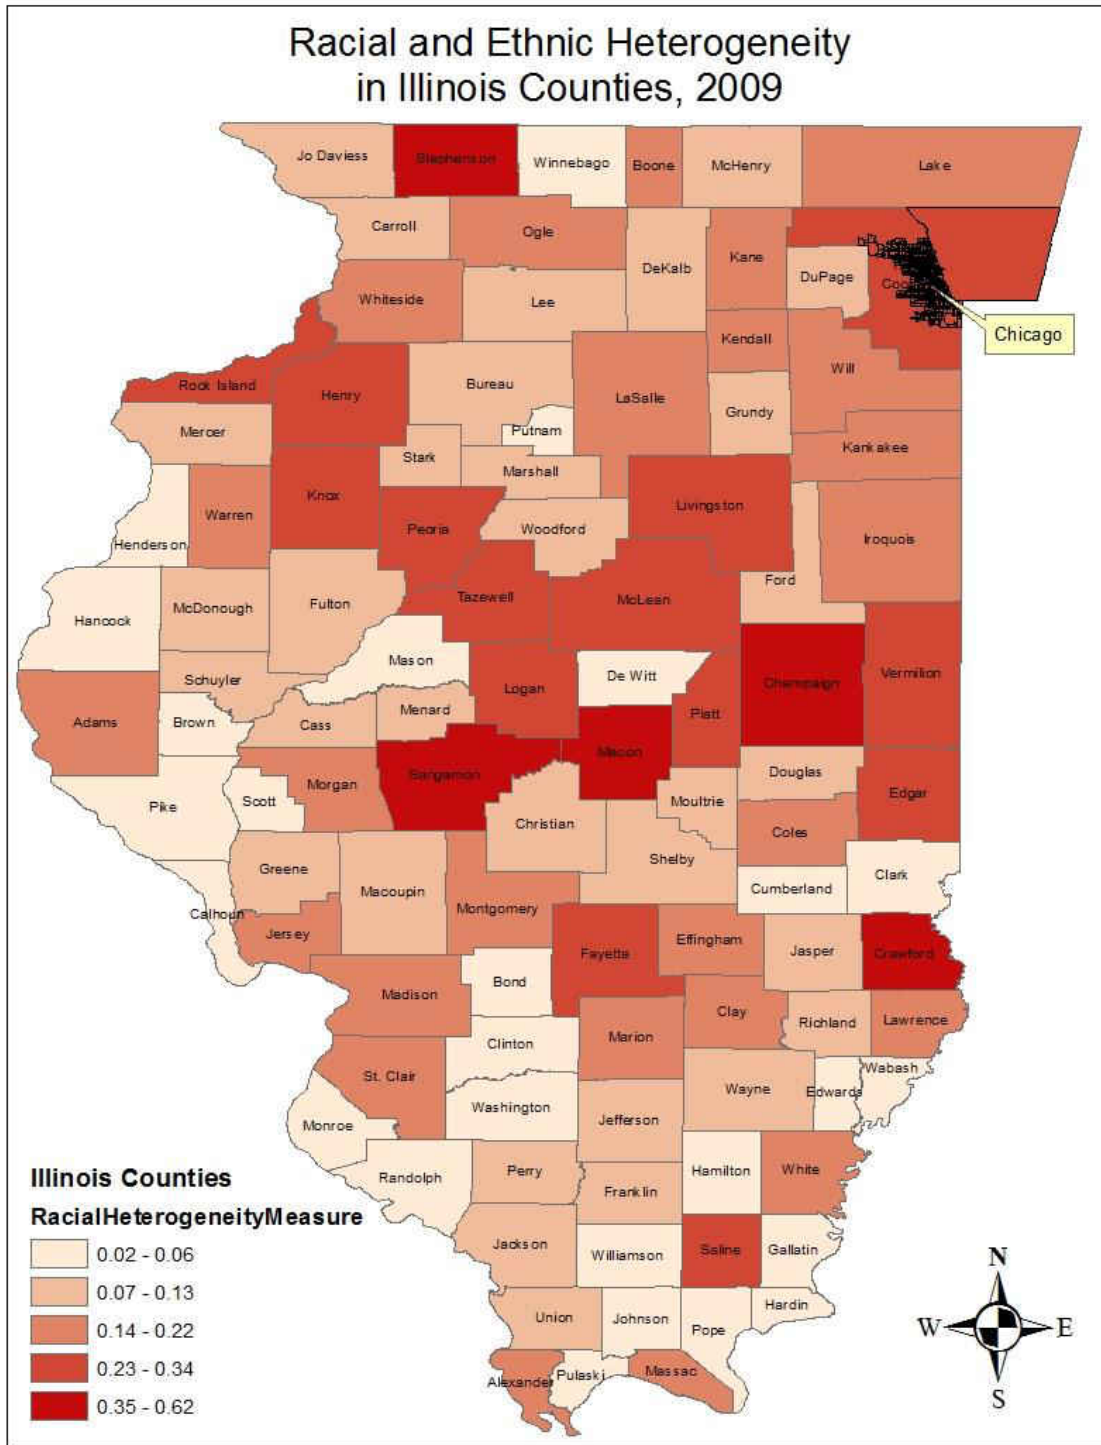 Racial and Ethnic Heterogeneity
in Illinois Counties, 2009
Jo Daviess
Stephenson
Winnebago
Boone
McHenry
Lake
Carroll
Ogle
DeKalb
Kane
DuPage
Coo
Whiteside
Lee
Chicago
Kendall
Will
Rock Island
Henry
Bureau
LaSalle
Grundy
Mercer
Putnam
Kankakee
Stark
Marshall
Knox
Warren
Peoria
Woodford
Livingston
Henderson
Iroquois
Ford
Hancock
McDonough
Fulton
Tazewell
McLean
Mason
De Witt
Schuyler
Logan
Champaign
Vermilion
Adams
Brown
Cass
Menard
Piatt
Macon
Sangamon
Douglas
Pike
Scott
Morgan
Moultrie
Edgar
Christian
Coles
Greene
Macoupin
Shelby
Cumberland
Clark
Calhoun
Jersey
Montgomery
Fayette
Effingham
Jasper
Crawford
Madison
Bond
Clay
Richland
Lawrence
Clinton
Marion
St. Clair
Wabash
Washington
Wayne
Edwards
Monroe
Jefferson
Randolph
Perry
Hamilton
White
Franklin
Jackson
Williamson
Saline
Gallatin
Union
Johnson
Pope
Hardin
Alexander
Pulaski
Massac
Illinois Counties
RacialHeterogeneityMeasure
0.02 - 0.06
0.07 - 0.13
0.14 - 0.22
0.23 - 0.34
0.35 - 0.62
N
W
E
S